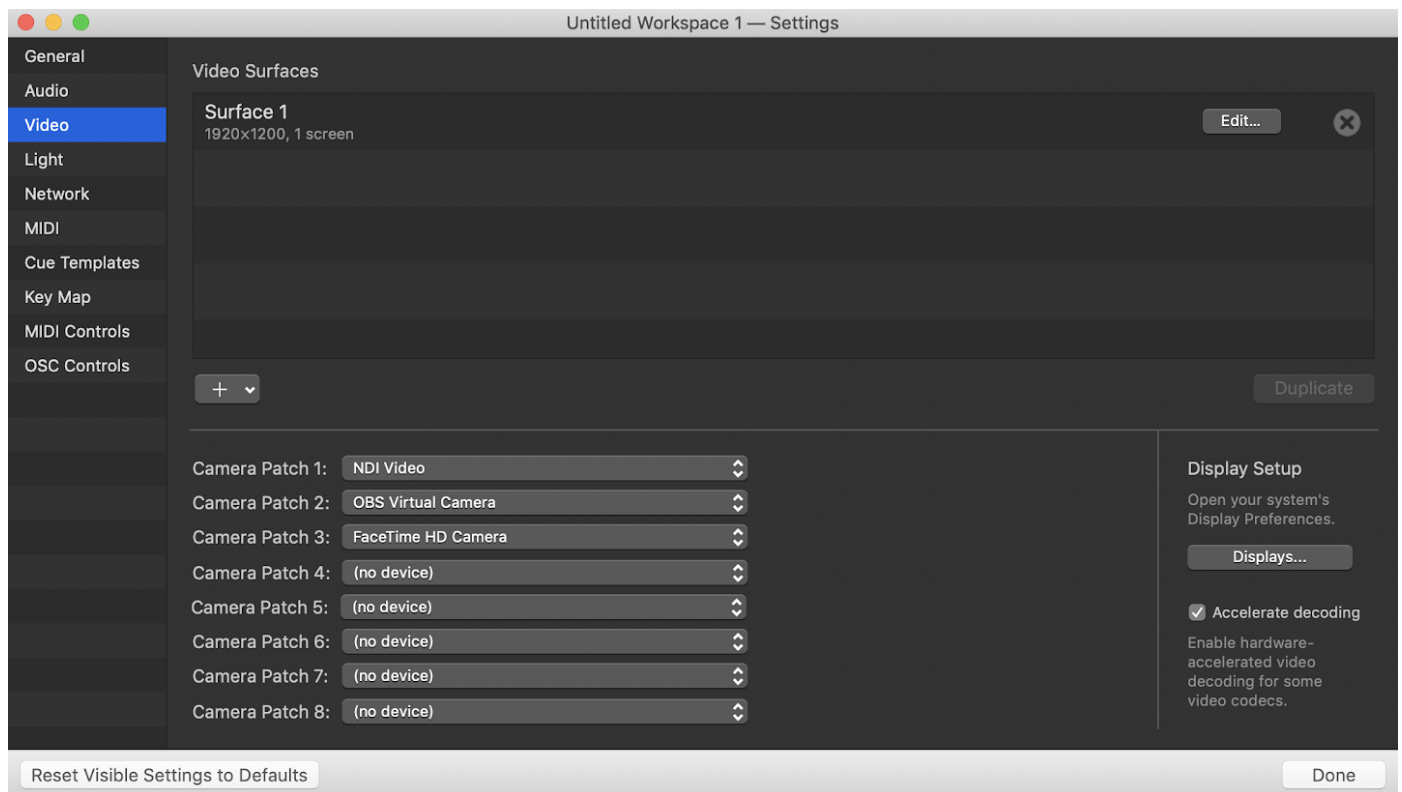 Untitled Workspace 1 — Settings
General
Audio
Video
Light
Network
MIDI
Cue Templates
Key Map
MIDI Controls
OSC Controls
Video Surfaces
Surface 1
1920×1200, 1 screen
Edit...
Duplicate
Camera Patch 1: NDI Video
Camera Patch 2: OBS Virtual Camera
Camera Patch 3: FaceTime HD Camera
Camera Patch 4: (no device)
Camera Patch 5: (no device)
Camera Patch 6: (no device)
Camera Patch 7: (no device)
Camera Patch 8: (no device)
Display Setup
Open your system's
Display Preferences.
Displays...
Accelerate decoding
Enable hardware-
accelerated video
decoding for some
video codecs.
Reset Visible Settings to Defaults
Done